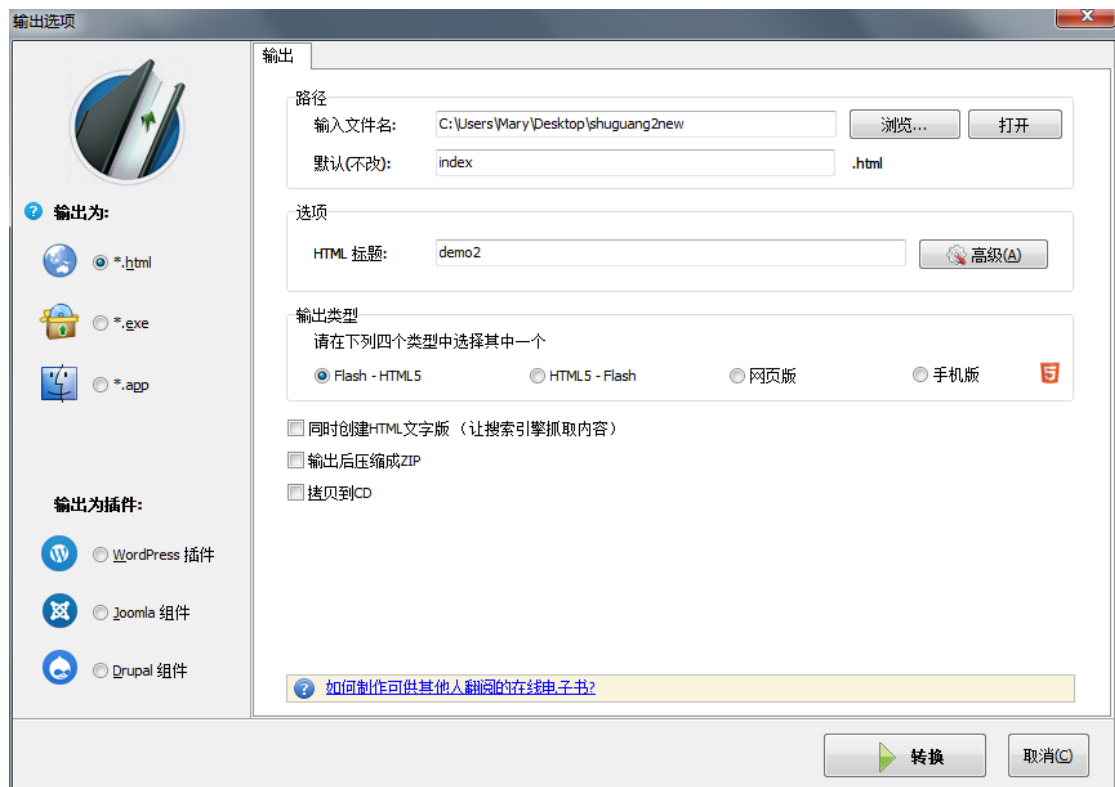 输出选项
输出
路径
输入文件名: C:\Users\Mary\Desktop\shuguang2new 浏览... 打开
默认(不改): index .html
输出为:
*.html
*.exe
*.app
选项
HTML 标题: demo2 高级(A)
输出类型
请在下列四个类型中选择其中一个
Flash - HTML5 HTML5 - Flash 网页版 手机版 5
同时创建HTML文字版（让搜索引擎抓取内容）
输出后压缩成ZIP
拷贝到CD
输出为插件:
WordPress 插件
Joomla 组件
Drupal 组件
如何制作可供其他人翻阅的在线电子书?
转换 取消(C)